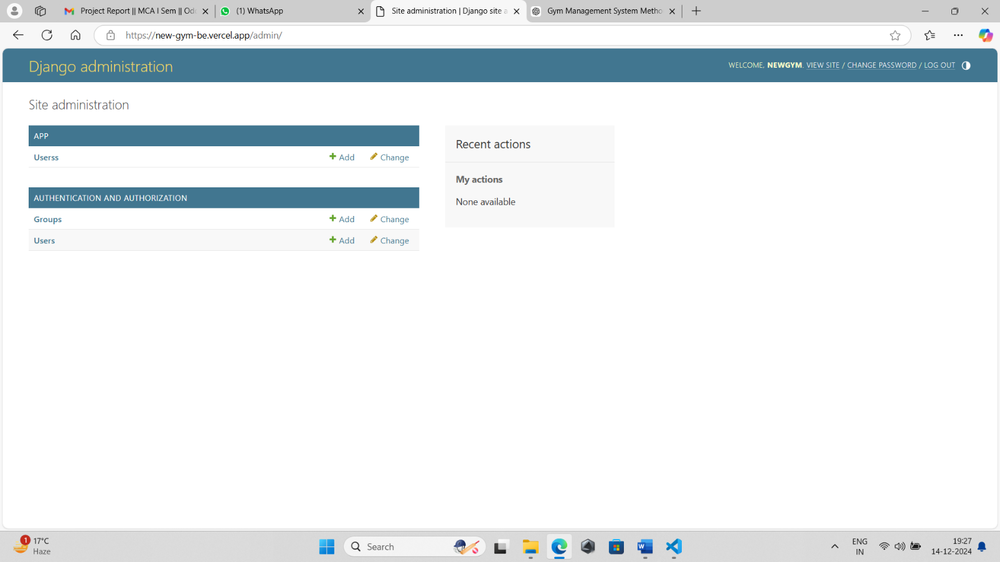 Project Report || MCA I Sem || Od
(1) WhatsApp
Site administration | Django site a
Gym Management System Metho
https://new-gym-be.vercel.app/admin/
Django administration
WELCOME, NEWGYM. VIEW SITE / CHANGE PASSWORD / LOG OUT
Site administration
APP
Userss
Add
Change
AUTHENTICATION AND AUTHORIZATION
Groups
Add
Change
Users
Add
Change
Recent actions
My actions
None available
1
17°C
Haze
Search
ENG
IN
19:27
14-12-2024